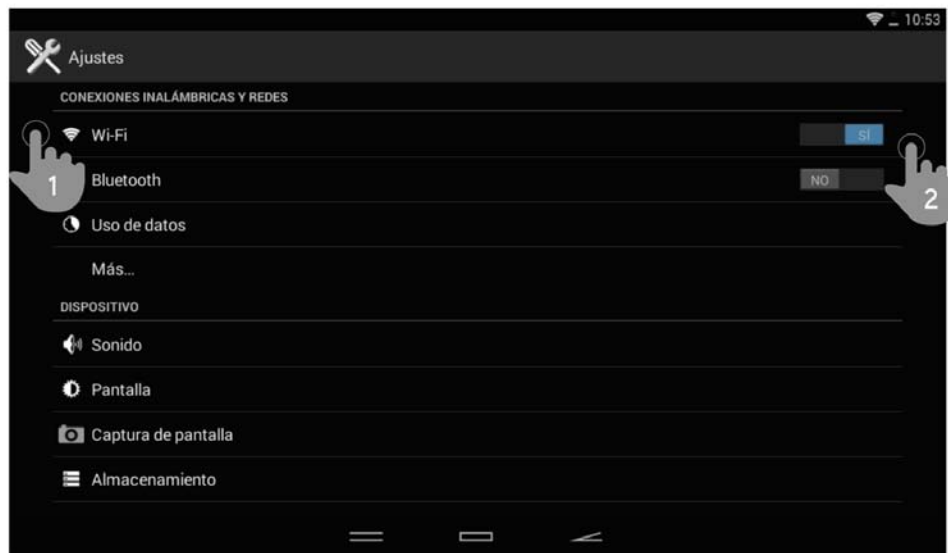 10:53
Ajustes
CONEXIONES INALÁMBRICAS Y REDES
Wi-Fi SÍ
1 Bluetooth NO 2
Uso de datos
Más...
DISPOSITIVO
Sonido
Pantalla
Captura de pantalla
Almacenamiento